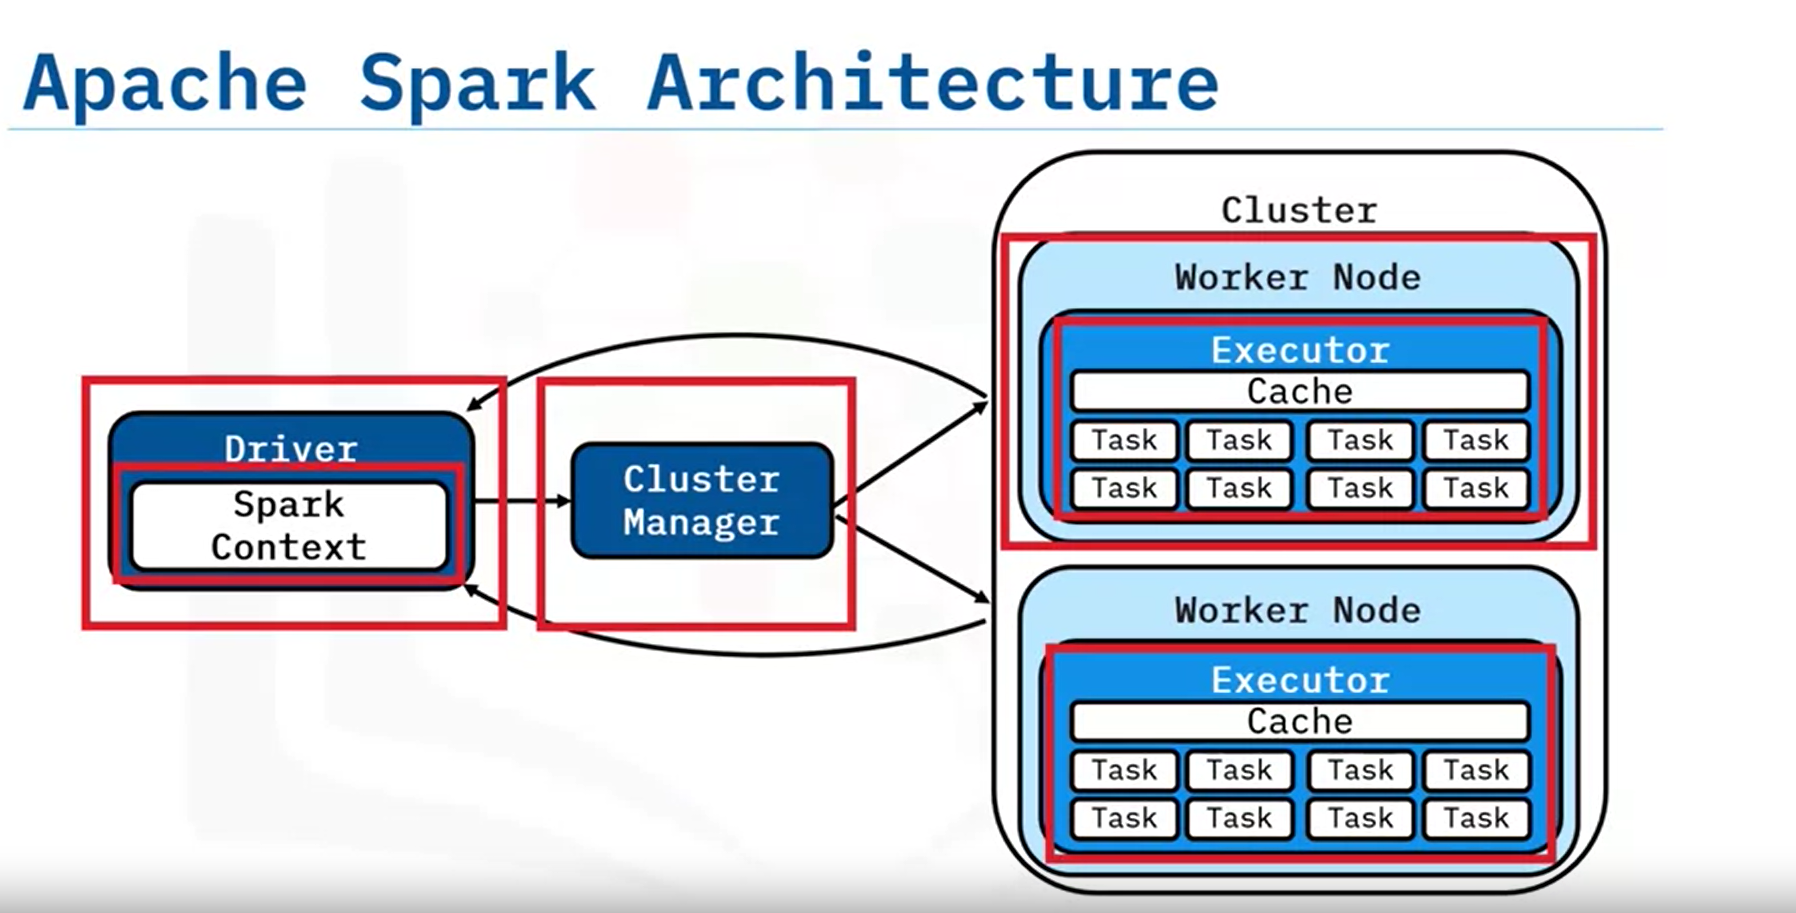 Apache Spark Architecture
Driver
Spark
Context
Cluster
Manager
Cluster
Worker Node
Executor
Cache
Task Task Task Task
Task Task Task Task
Worker Node
Executor
Cache
Task Task Task Task
Task Task Task Task